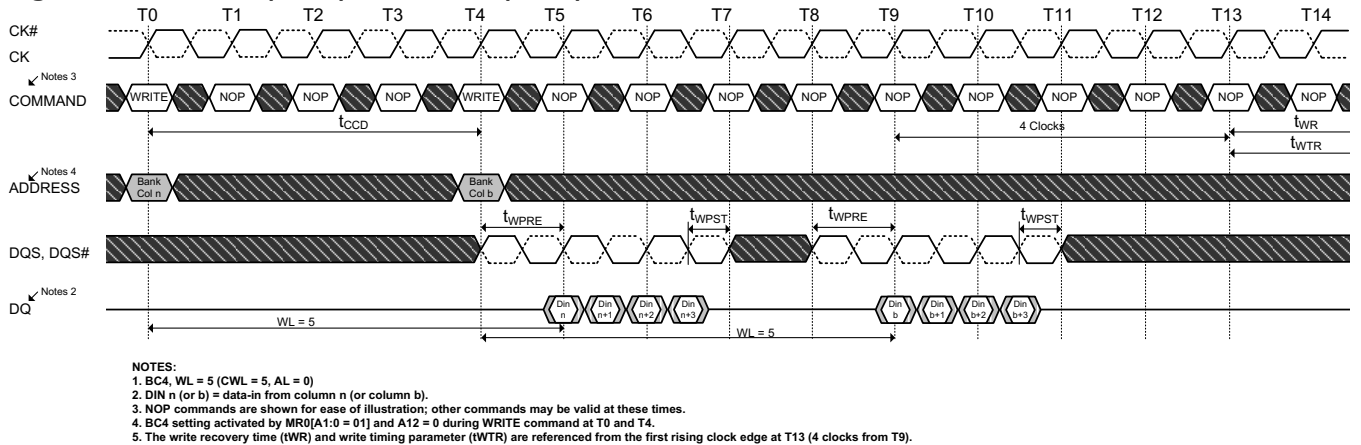 T0 T1 T2 T3 T4 T5 T6 T7 T8 T9 T10 T11 T12 T13 T14
CK#
CK
Notes 3
COMMAND WRITE NOP NOP NOP WRITE NOP NOP NOP NOP NOP NOP NOP NOP NOP NOP
tCCD 4 Clocks tWR
tWTR
Notes 4
ADDRESS Bank Col n Bank Col b
tWPRE tWPST tWPRE tWPST
DQS, DQS#
Notes 2
DQ Din n Din n+1 Din n+2 Din n+3 Din b Din b+1 Din b+2 Din b+3
WL = 5 WL = 5
NOTES:
1. BC4, WL = 5 (CWL = 5, AL = 0)
2. DIN n (or b) = data-in from column n (or column b).
3. NOP commands are shown for ease of illustration; other commands may be valid at these times.
4. BC4 setting activated by MR0[A1:0 = 01] and A12 = 0 during WRITE command at T0 and T4.
5. The write recovery time (tWR) and write timing parameter (tWTR) are referenced from the first rising clock edge at T13 (4 clocks from T9).